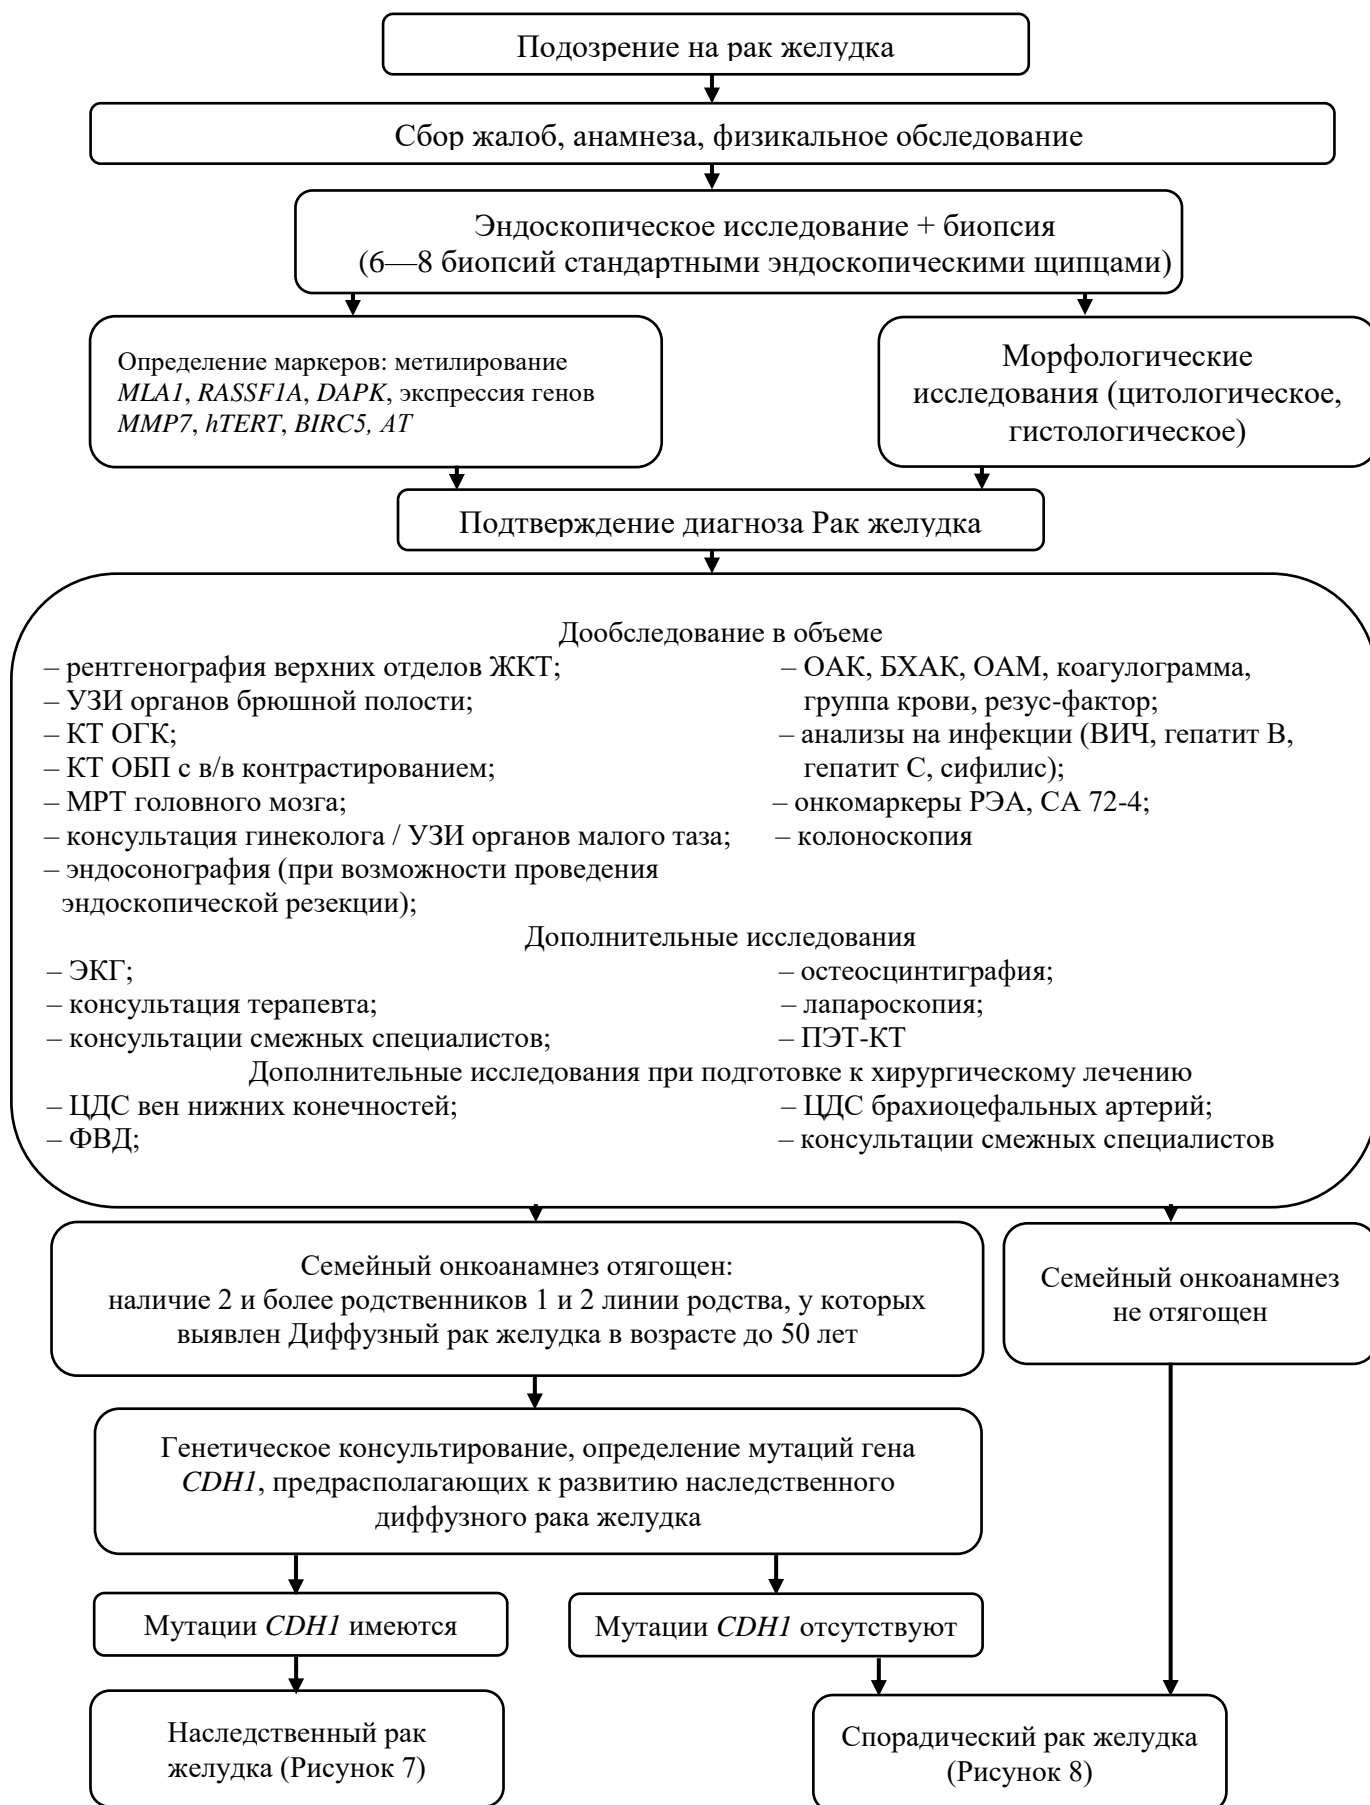 Подозрение на рак желудка
Сбор жалоб, анамнеза, физикальное обследование
Эндоскопическое исследование + биопсия
(6—8 биопсий стандартными эндоскопическими щипцами)
Определение маркеров: метилирование
MLA1, RASSF1A, DAPK, экспрессия генов
MMP7, hTERT, BIRC5, AT
Морфологические
исследования (цитологическое,
гистологическое)
Подтверждение диагноза Рак желудка
Дообследование в объеме
– рентгенография верхних отделов ЖКТ;
– УЗИ органов брюшной полости;
– КТ ОГК;
– КТ ОБП с в/в контрастированием;
– МРТ головного мозга;
– консультация гинеколога / УЗИ органов малого таза;
– эндосонография (при возможности проведения
эндоскопической резекции);
– ОАК, БХАК, ОАМ, коагулограмма,
группа крови, резус-фактор;
– анализы на инфекции (ВИЧ, гепатит В,
гепатит С, сифилис);
– онкомаркеры РЭА, СА 72-4;
– колоноскопия
Дополнительные исследования
– ЭКГ;
– консультация терапевта;
– консультации смежных специалистов;
– остеосцинтиграфия;
– лапароскопия;
– ПЭТ-КТ
Дополнительные исследования при подготовке к хирургическому лечению
– ЦДС вен нижних конечностей;
– ФВД;
– ЦДС брахиоцефальных артерий;
– консультации смежных специалистов
Семейный онкоанамнез отягощен:
наличие 2 и более родственников 1 и 2 линии родства, у которых
выявлен Диффузный рак желудка в возрасте до 50 лет
Семейный онкоанамнез
не отягощен
Генетическое консультирование, определение мутаций гена
CDH1, предрасполагающих к развитию наследственного
диффузного рака желудка
Мутации CDH1 имеются
Мутации CDH1 отсутствуют
Наследственный рак
желудка (Рисунок 7)
Спорадический рак желудка
(Рисунок 8)